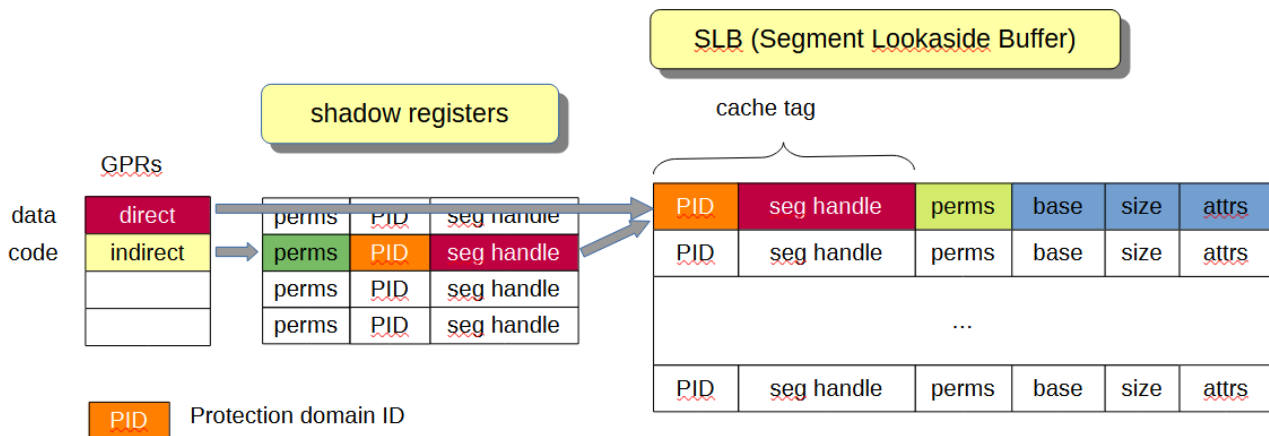 SLB (Segment Lookaside Buffer)
shadow registers
cache tag
GPRs
data direct perms PID seg handle PID seg handle perms base size attrs
code indirect perms PID seg handle PID seg handle perms base size attrs
perms PID seg handle
perms PID seg handle
...
PID seg handle perms base size attrs
PID Protection domain ID